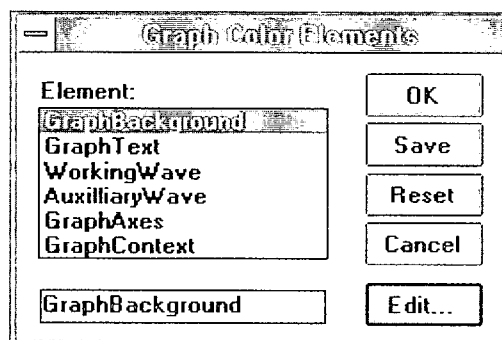 Graph Color Elements
Element:
GraphBackground
GraphText
WorkingWave
AuxilliaryWave
GraphAxes
GraphContext
GraphBackground
OK
Save
Reset
Cancel
Edit...